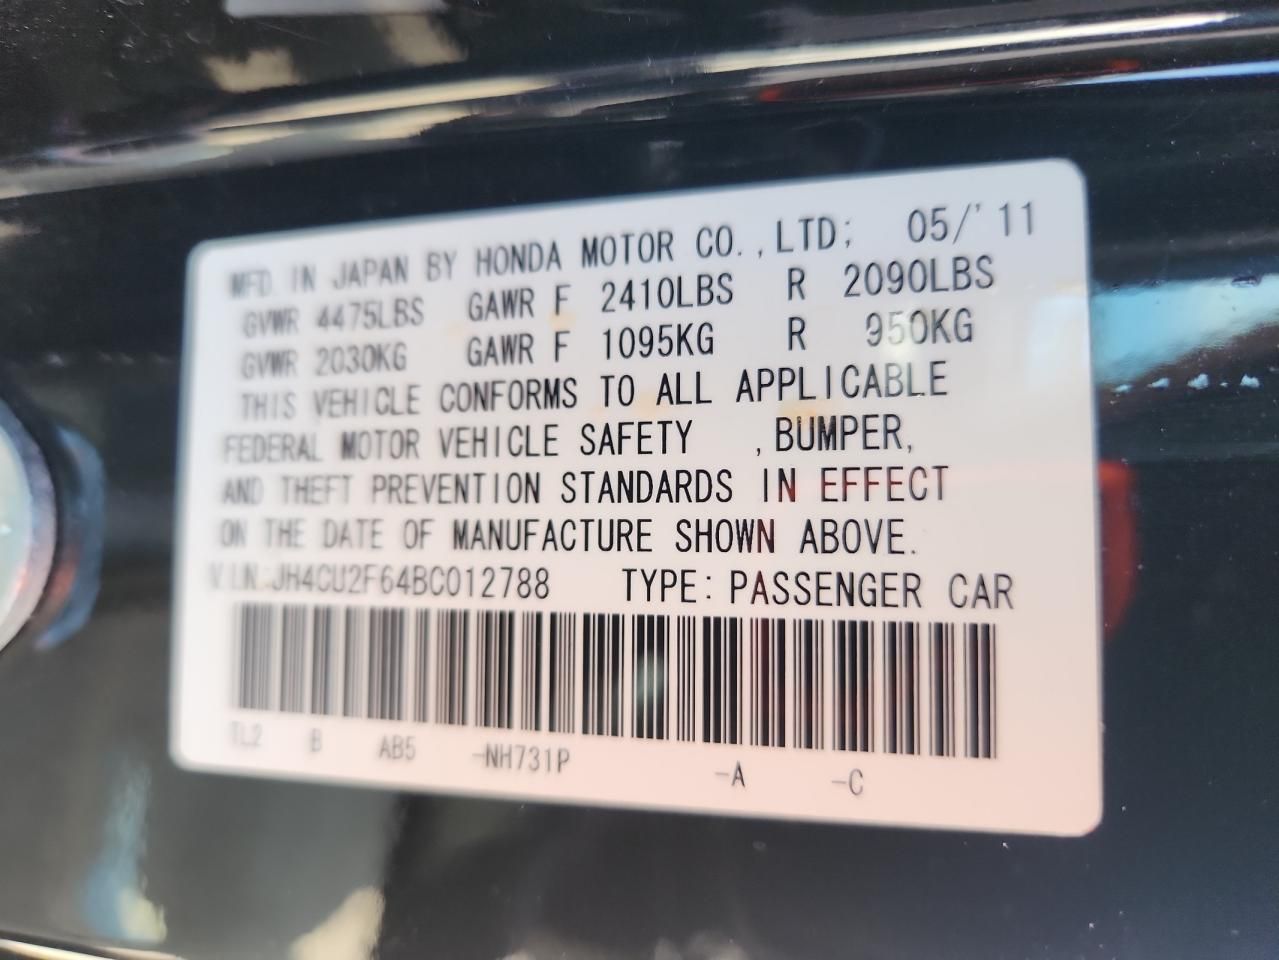 MFD. IN JAPAN BY HONDA MOTOR CO.,LTD; 05/'11
GVWR 4475LBS GAWR F 2410LBS R 2090LBS
GVWR 2030KG GAWR F 1095KG R 950KG
THIS VEHICLE CONFORMS TO ALL APPLICABLE
FEDERAL MOTOR VEHICLE SAFETY ,BUMPER,
AND THEFT PREVENTION STANDARDS IN EFFECT
ON THE DATE OF MANUFACTURE SHOWN ABOVE.
V.I.N:JH4CU2F64BC012788 TYPE:PASSENGER CAR
TL2 B AB5 -NH731P -A -C